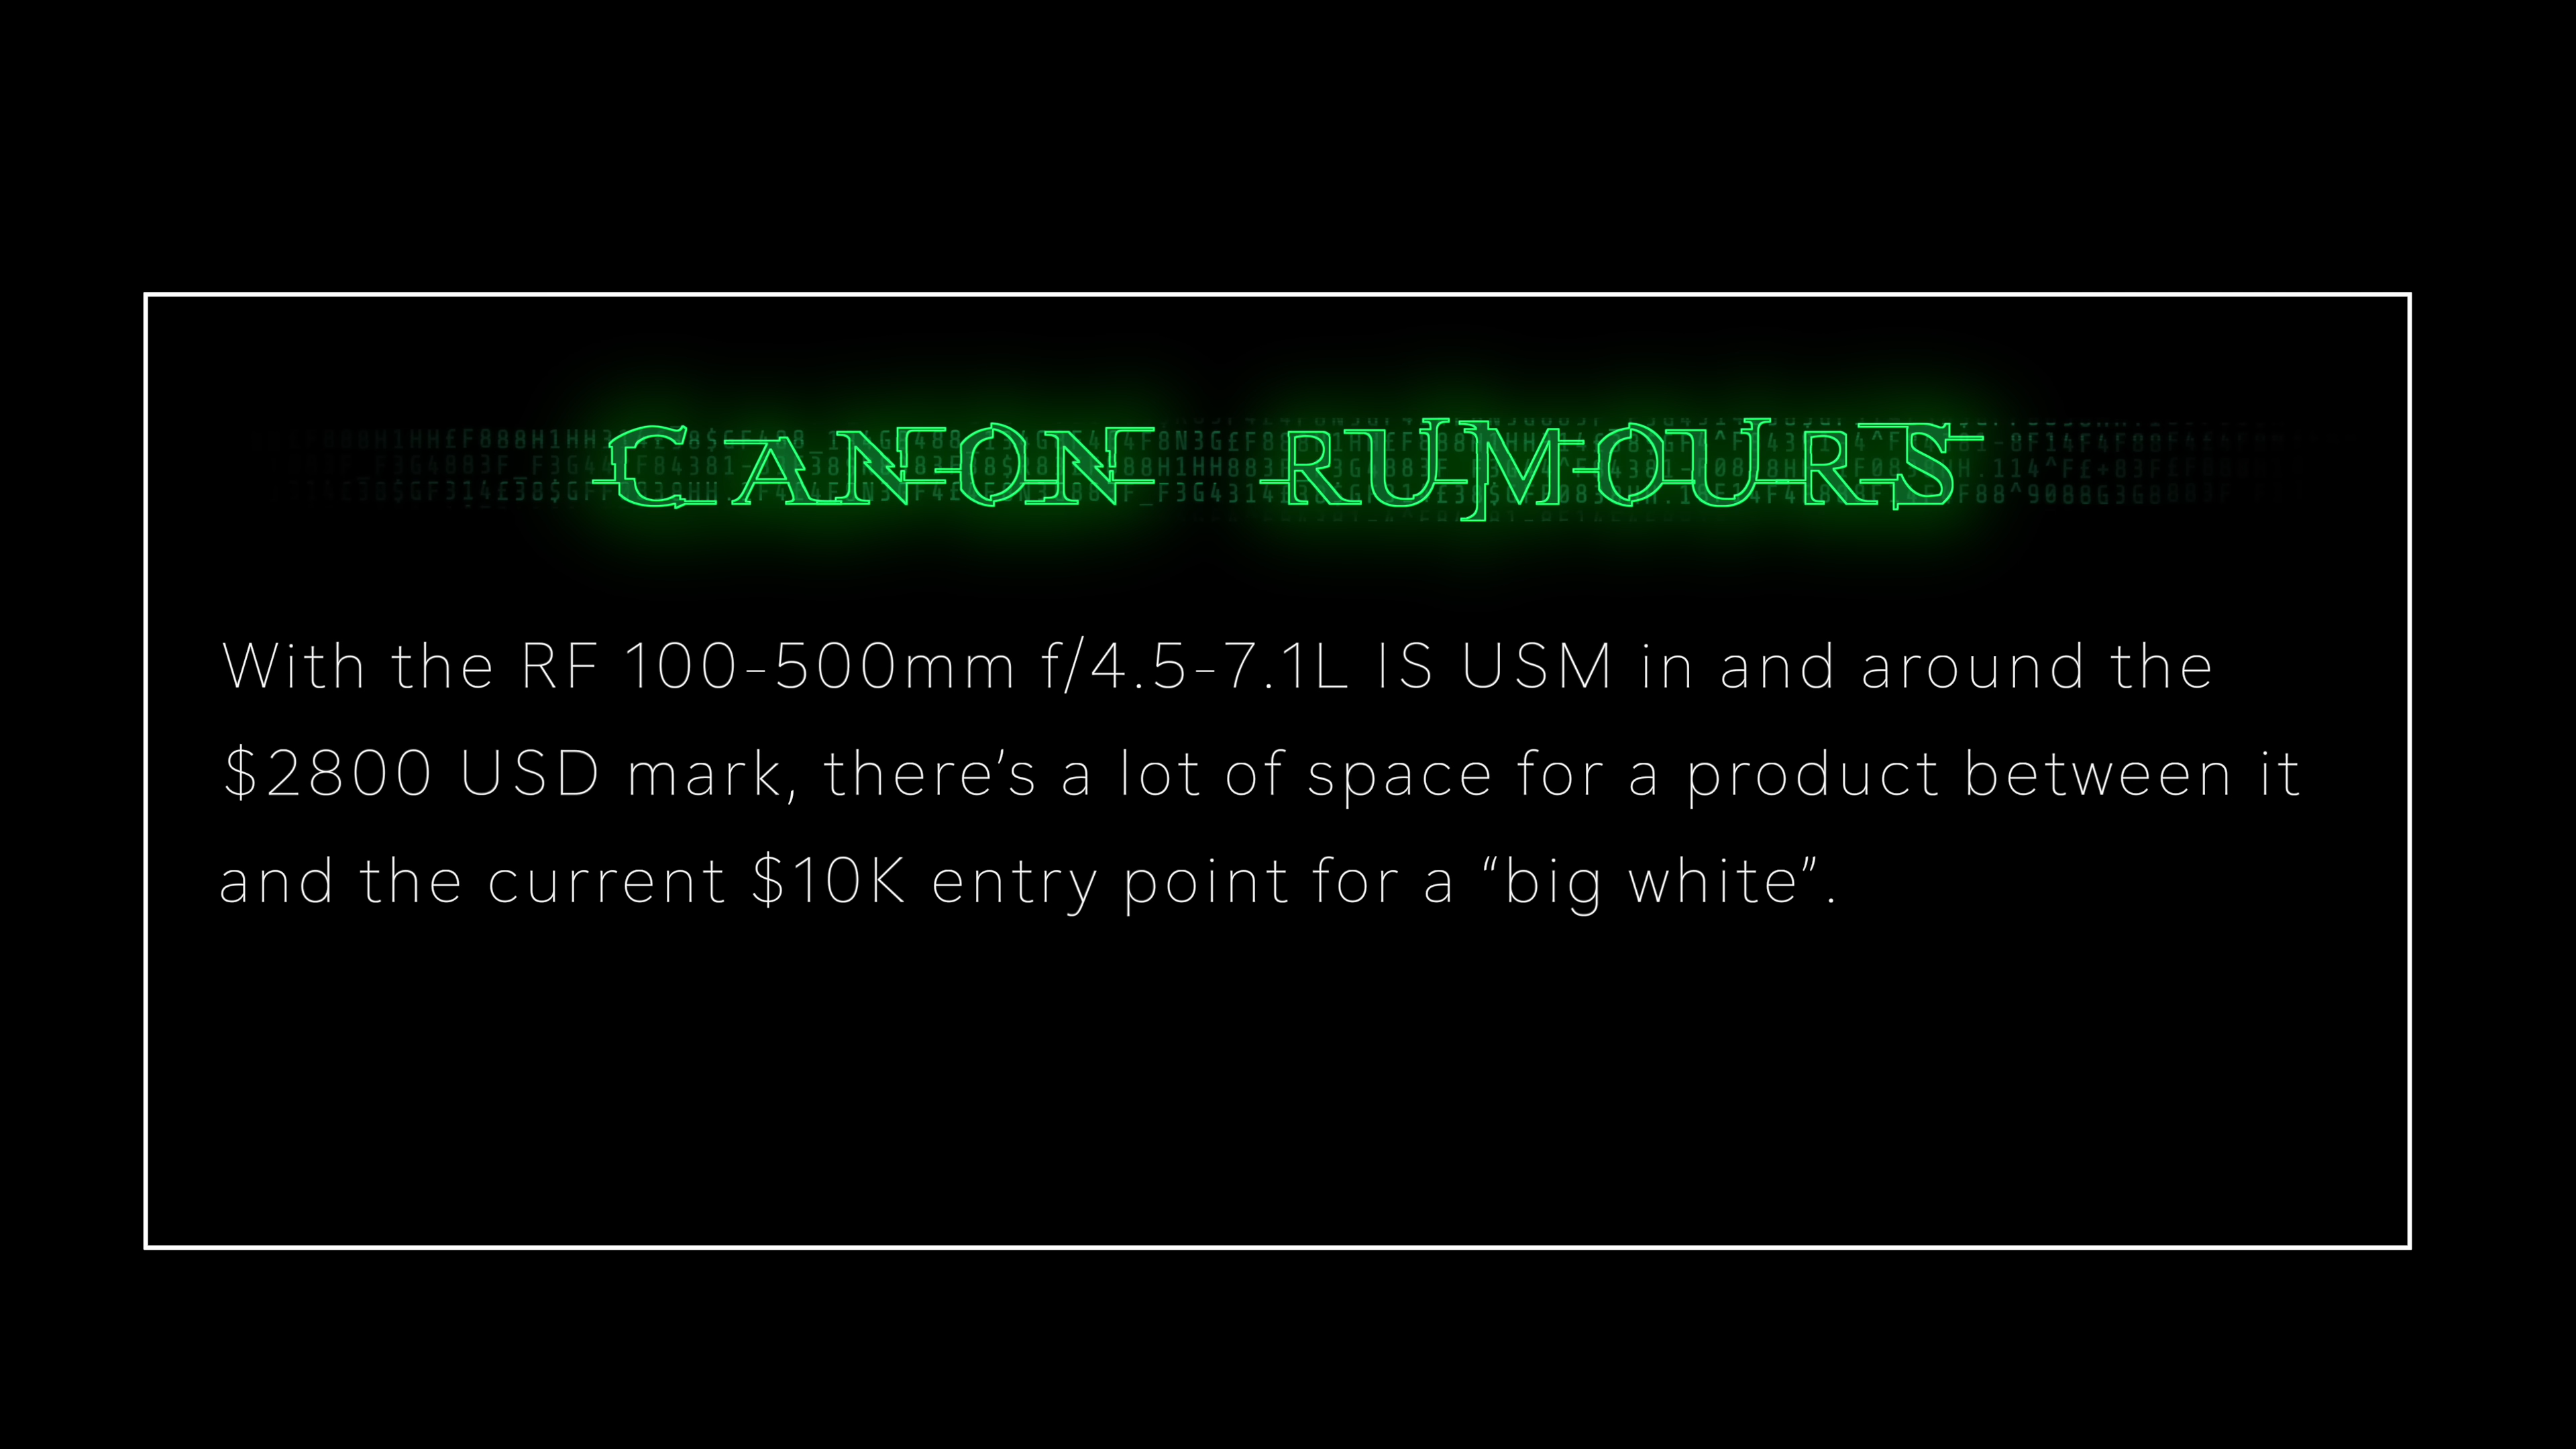 CANON RUMOURS
With the RF 100-500mm f/4.5-7.1L IS USM in and around the
$2800 USD mark, there’s a lot of space for a product between it
and the current $10K entry point for a “big white”.